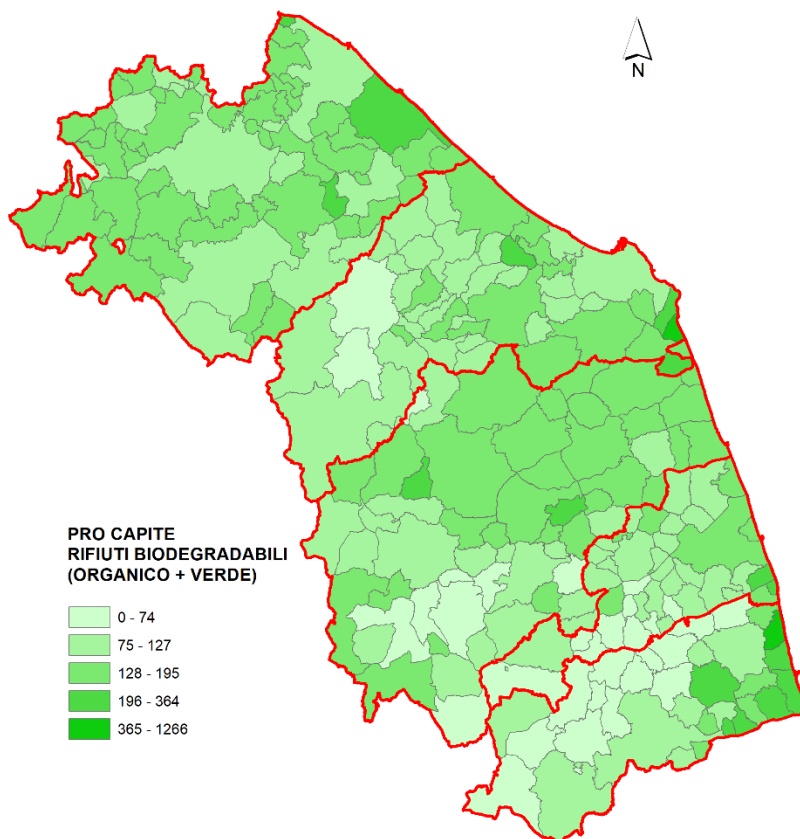 N
PRO CAPITE
RIFIUTI BIODEGRADABILI
(ORGANICO + VERDE)
0 - 74
75 - 127
128 - 195
196 - 364
365 - 1266